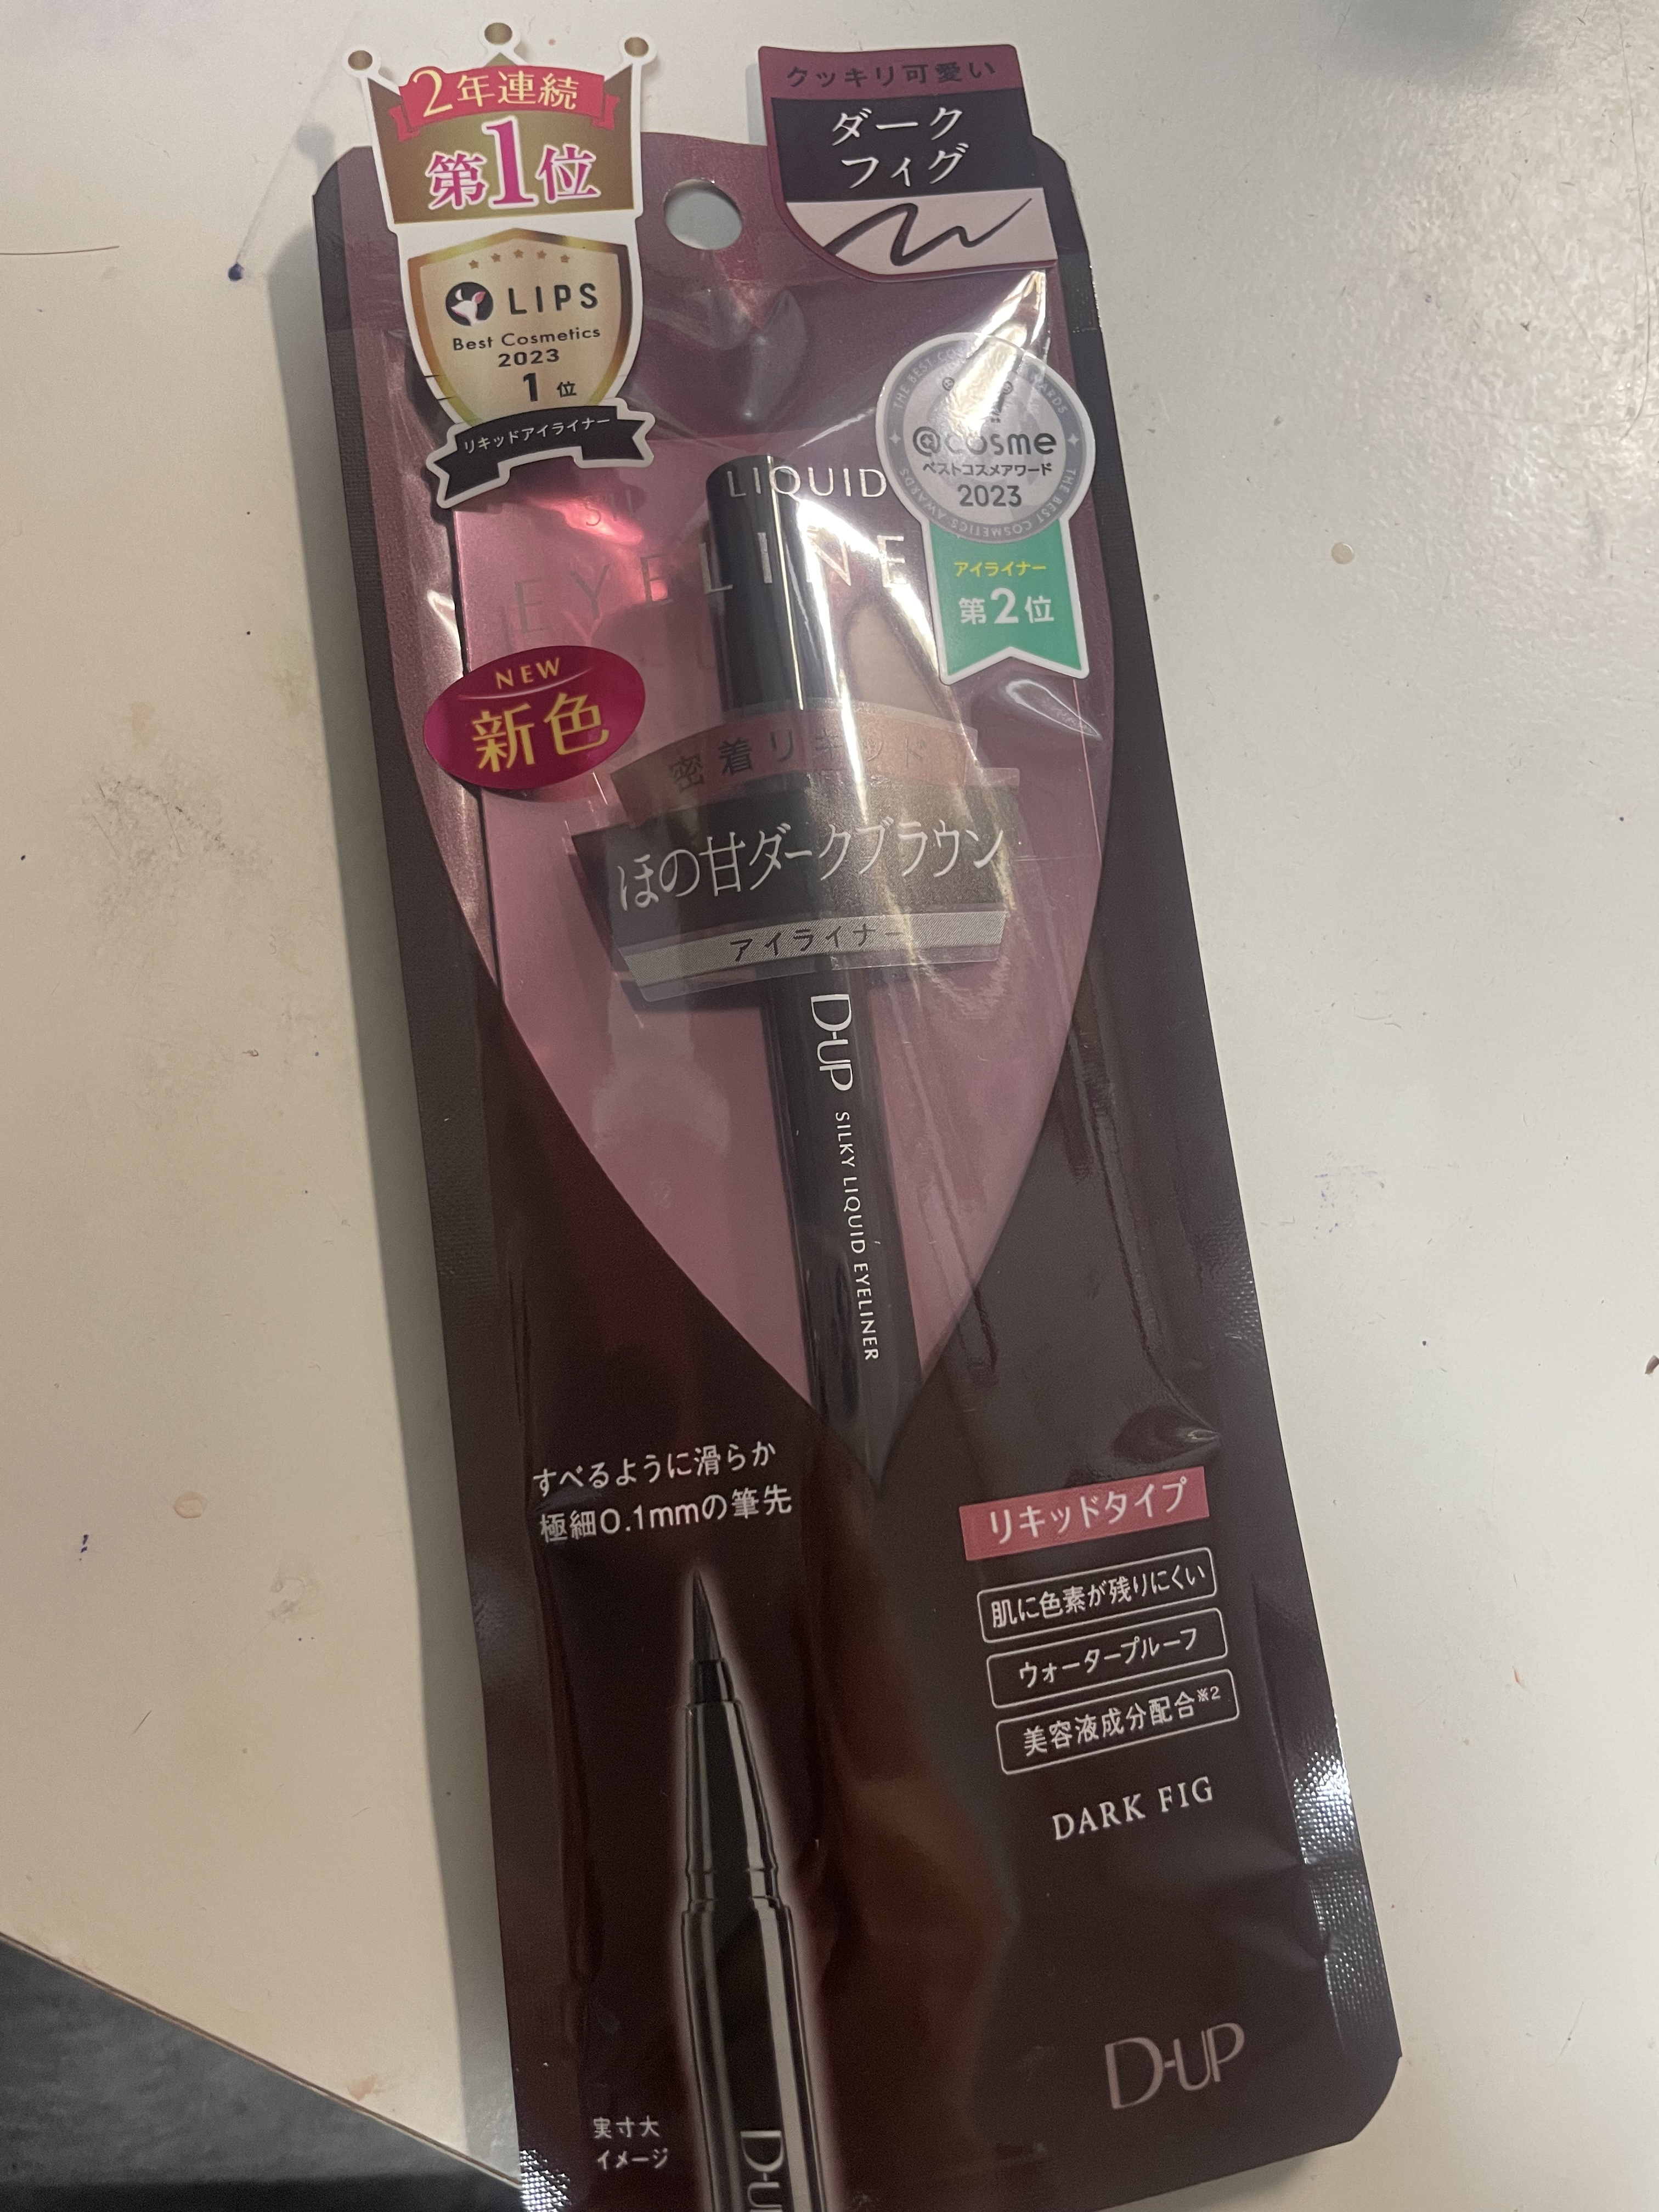 2年連続
第1位
LIPS
Best Cosmetics
2023
1位
リキッドアイライナー
クッキリ可愛い
ダーク
フィグ
@cosme
ベストコスメアワード
2023
THE BEST COSMETICS AWARDS
アイライナー
第2位
LIQUID
EYELINE
NEW
新色
密着リキッド
ほの甘ダークブラウン
アイライナー
D-UP SILKY LIQUID EYELINER
すべるように滑らか
極細0.1mmの筆先
リキッドタイプ
肌に色素が残りにくい
ウォータープルーフ
美容液成分配合※2
DARK FIG
D-UP
実寸大
イメージ